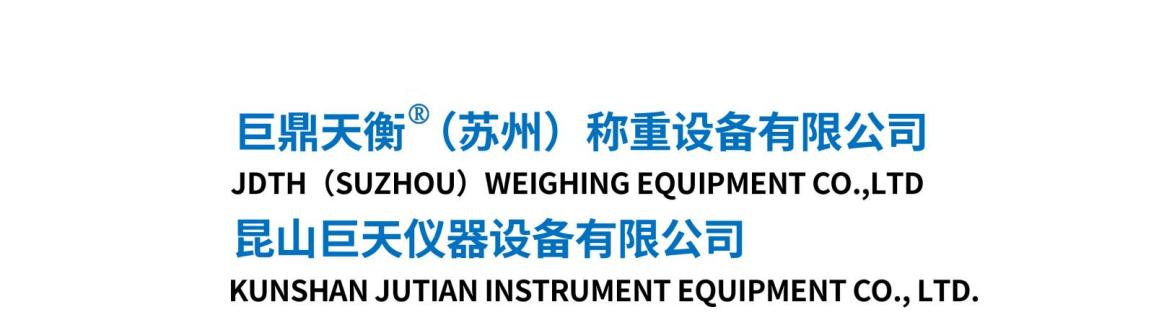 巨鼎天衡®（苏州）称重设备有限公司
JDTH（SUZHOU）WEIGHING EQUIPMENT CO.,LTD
昆山巨天仪器设备有限公司
KUNSHAN JUTIAN INSTRUMENT EQUIPMENT CO., LTD.